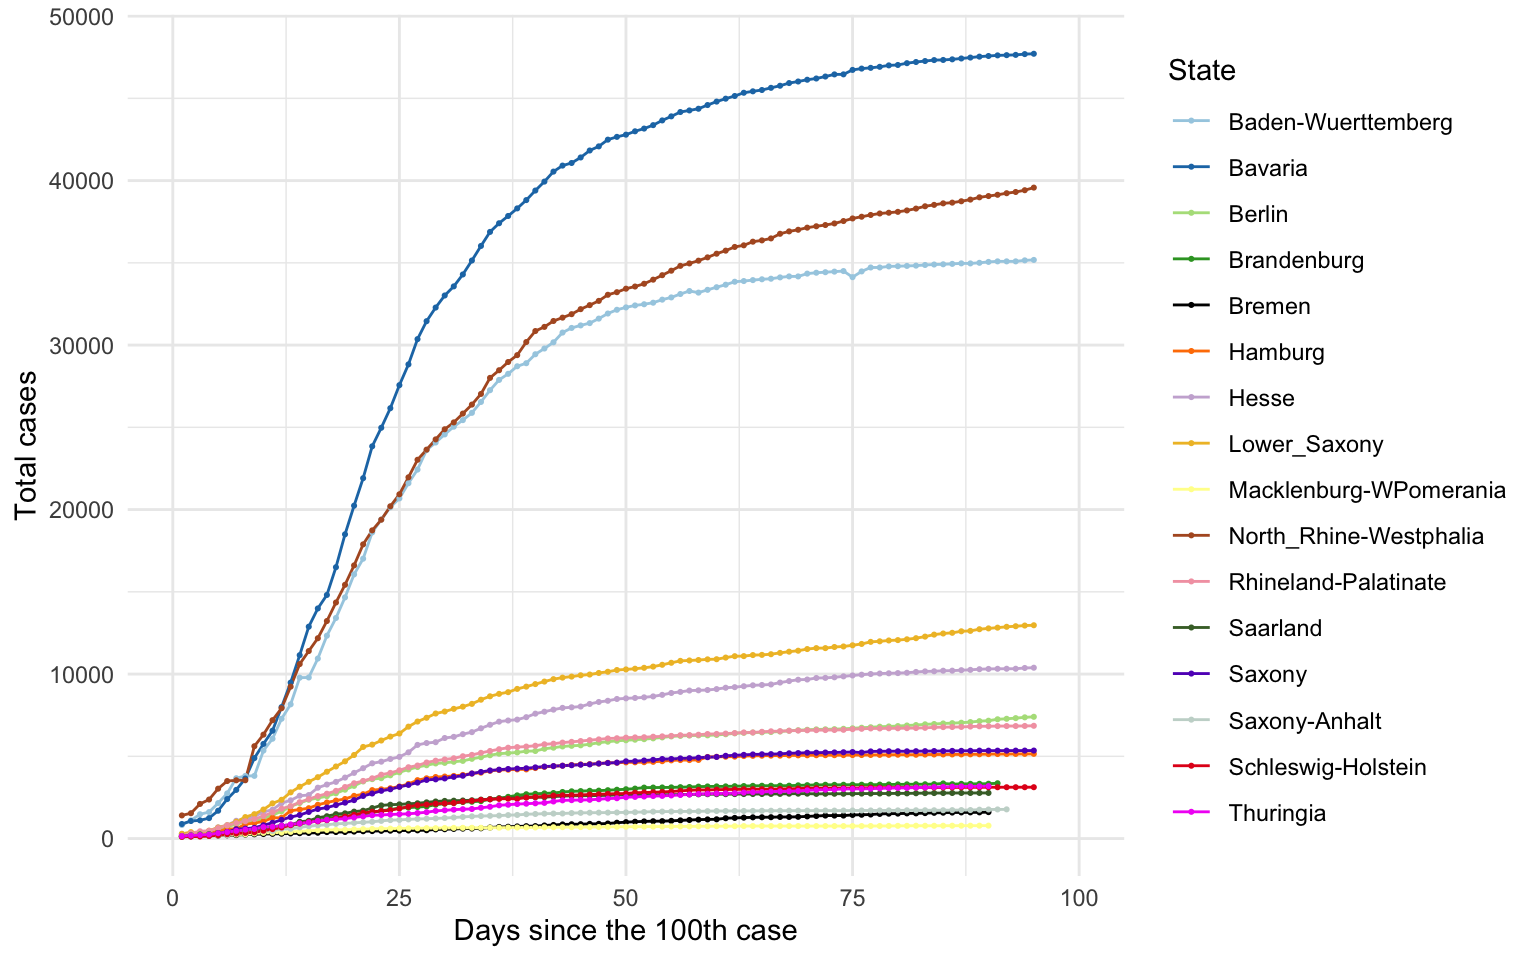 50000
40000
30000
20000
10000
0
Total cases
0 25 50 75 100
Days since the 100th case
State
Baden-Wuerttemberg
Bavaria
Berlin
Brandenburg
Bremen
Hamburg
Hesse
Lower_Saxony
Macklenburg-WPomerania
North_Rhine-Westphalia
Rhineland-Palatinate
Saarland
Saxony
Saxony-Anhalt
Schleswig-Holstein
Thuringia